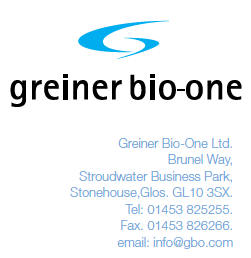 greiner bio-one
Greiner Bio-One Ltd.
Brunel Way,
Stroudwater Business Park,
Stonehouse,Glos. GL10 3SX.
Tel: 01453 825255.
Fax. 01453 826266.
email: info@gbo.com